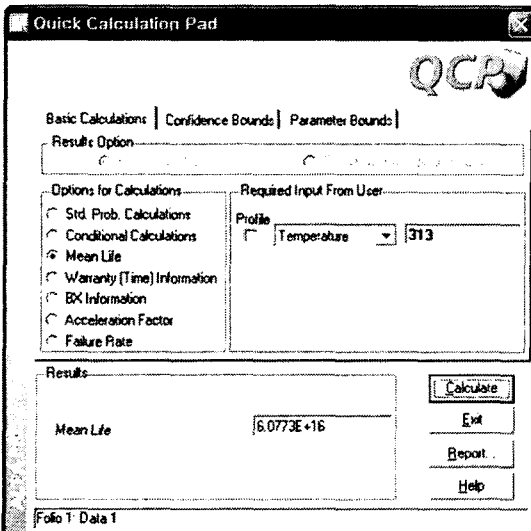 Quick Calculation Pad
QCP
Basic Calculations Confidence Bounds Parameter Bounds
Results Option
Options for Calculations
Std. Prob. Calculations
Conditional Calculations
Mean Life
Warranty (Time) Information
BX Information
Acceleration Factor
Failure Rate
Required Input From User
Profile
Temperature 313
Results
Mean Life 6.0773E+16
Calculate
Exit
Report...
Help
Folio 1: Data 1